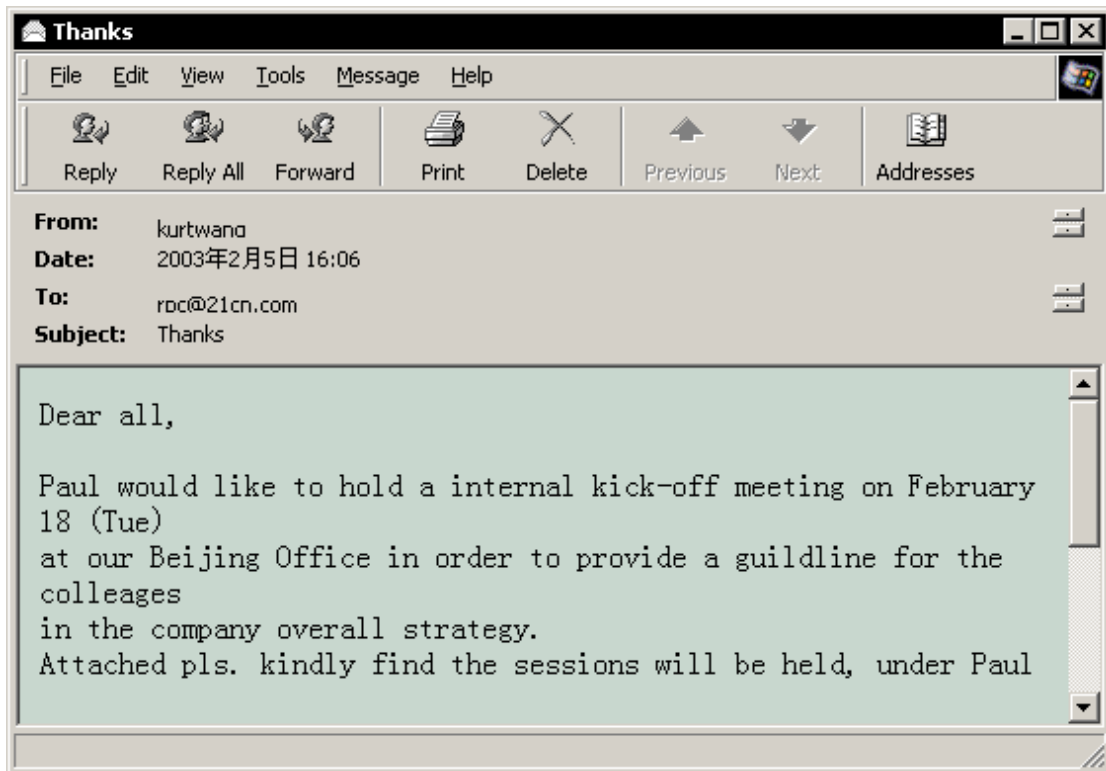 Thanks
File Edit View Tools Message Help
Reply Reply All Forward Print Delete Previous Next Addresses
From: kurtwang
Date: 2003年2月5日 16:06
To: rpc@21cn.com
Subject: Thanks
Dear all,
Paul would like to hold a internal kick-off meeting on February
18 (Tue)
at our Beijing Office in order to provide a guildline for the
colleages
in the company overall strategy.
Attached pls. kindly find the sessions will be held, under Paul